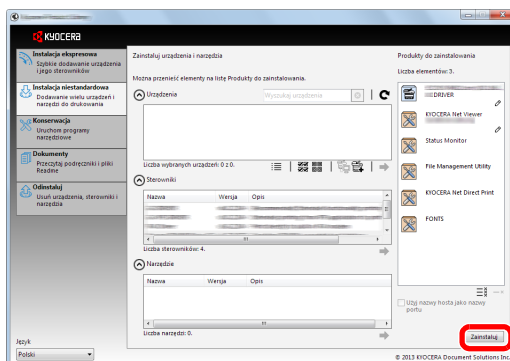 KYOCERA
Instalacja ekspresowa
Szybkie dodawanie urządzenia
i jego sterowników
Instalacja niestandardowa
Dodawanie wielu urządzeń i
narzędzi do drukowania
Konserwacja
Uruchom programy
narzędziowe
Dokumenty
Przeczytaj podręczniki i pliki
Readme
Odinstaluj
Usuń urządzenia, sterowniki i
narzędzia
Język
Polski
Zainstaluj urządzenia i narzędzia
Można przenieść elementy na listę Produkty do zainstalowania.
Urządzenia
Wyszukaj urządzenia
Liczba wybranych urządzeń: 0 z 0.
Sterowniki
Nazwa Wersja Opis
Liczba sterowników: 4.
Narzędzie
Nazwa Wersja Opis
Liczba narzędzi: 0.
Produkty do zainstalowania
Liczba elementów: 3.
DRIVER
KYOCERA Net Viewer
Status Monitor
File Management Utility
KYOCERA Net Direct Print
FONTS
Użyj nazwy hosta jako nazwy
portu
Zainstaluj
© 2013 KYOCERA Document Solutions Inc.